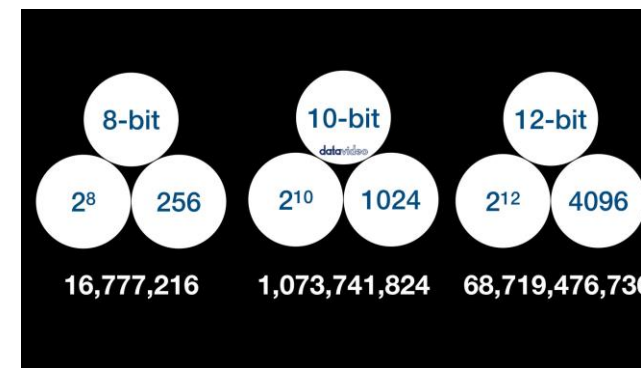 8-bit 10-bit 12-bit
datavideo
2⁸ 256 2¹⁰ 1024 2¹² 4096
16,777,216 1,073,741,824 68,719,476,736